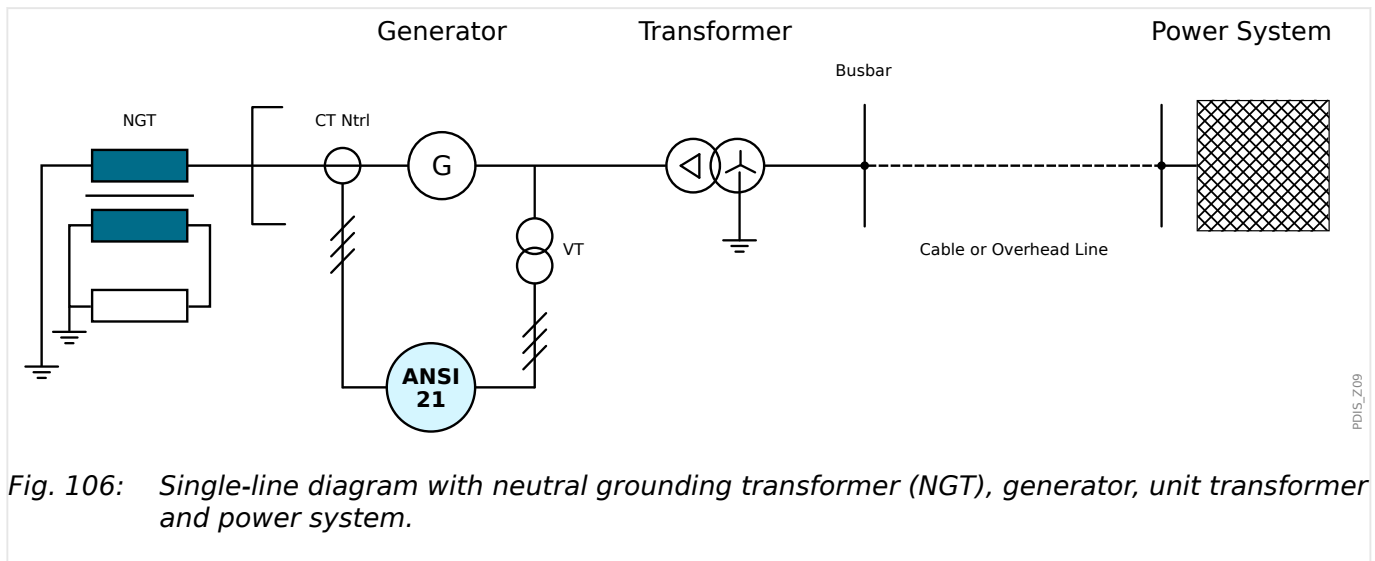 Generator
Transformer
Power System
Busbar
NGT
CT Ntrl
G
VT
Cable or Overhead Line
ANSI
21
PDIS_Z09
Fig. 106: Single-line diagram with neutral grounding transformer (NGT), generator, unit transformer
and power system.